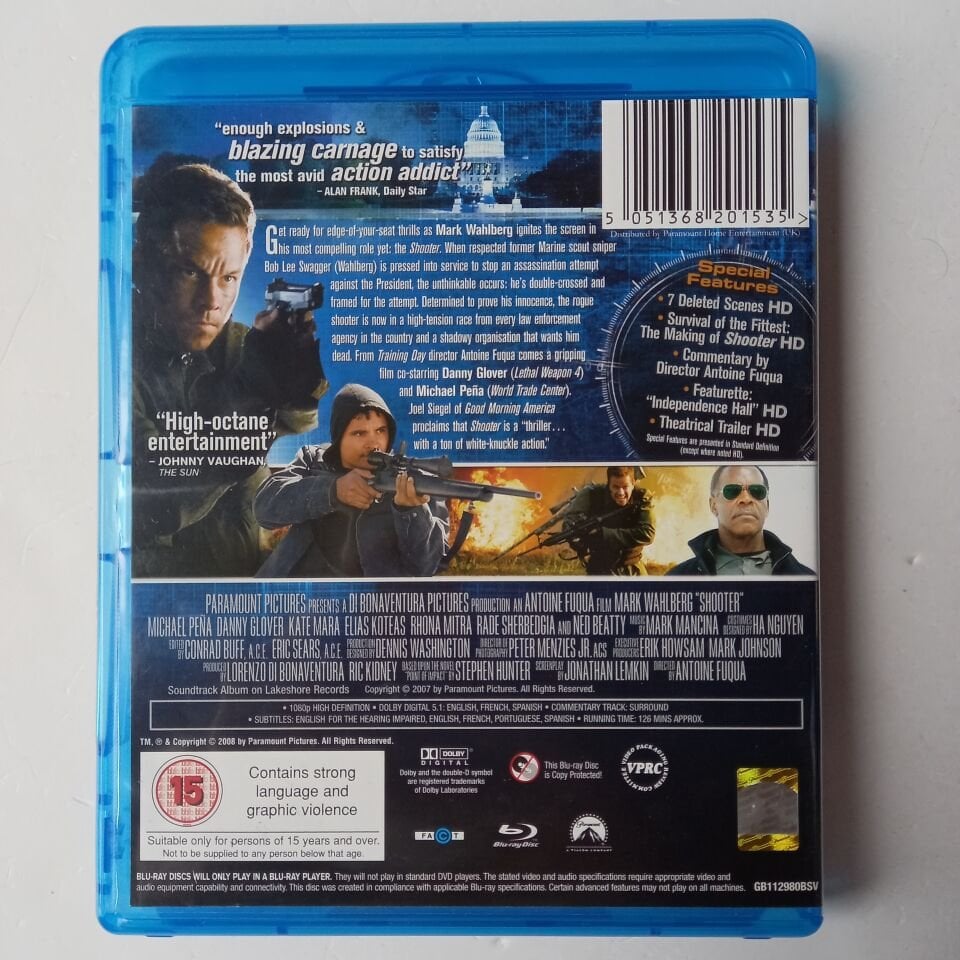 “enough explosions &
blazing carnage to satisfy
the most avid action addict”
– ALAN FRANK, Daily Star
5 051368 201535 >
Distributed by Paramount Home Entertainment (UK)
Get ready for edge-of-your-seat thrills as Mark Wahlberg ignites the screen in
his most compelling role yet: the Shooter. When respected former Marine scout sniper
Bob Lee Swagger (Wahlberg) is pressed into service to stop an assassination attempt
against the President, the unthinkable occurs: he's double-crossed and
framed for the attempt. Determined to prove his innocence, the rogue
shooter is now in a high-tension race from every law enforcement
agency in the country and a shadowy organisation that wants him
dead. From Training Day director Antoine Fuqua comes a gripping
film co-starring Danny Glover (Lethal Weapon 4)
and Michael Peña (World Trade Center).
Joel Siegel of Good Morning America
proclaims that Shooter is a “thriller...
with a ton of white-knuckle action.”
Special
Features
• 7 Deleted Scenes HD
• Survival of the Fittest:
The Making of Shooter HD
• Commentary by
Director Antoine Fuqua
• Featurette:
“Independence Hall” HD
• Theatrical Trailer HD
Special Features are presented in Standard Definition
(except where noted HD).
“High-octane
entertainment”
– JOHNNY VAUGHAN,
THE SUN
PARAMOUNT PICTURES PRESENTS A DI BONAVENTURA PICTURES PRODUCTION AN ANTOINE FUQUA FILM MARK WAHLBERG "SHOOTER"
MICHAEL PEÑA DANNY GLOVER KATE MARA ELIAS KOTEAS RHONA MITRA RADE SHERBEDGIA AND NED BEATTY MUSIC BY MARK MANCINA COSTUMES DESIGNED BY HA NGUYEN
EDITED BY CONRAD BUFF, A.C.E. ERIC SEARS, A.C.E. PRODUCTION DESIGNED BY DENNIS WASHINGTON DIRECTOR OF PHOTOGRAPHY PETER MENZIES JR. ACS EXECUTIVE PRODUCERS ERIK HOWSAM MARK JOHNSON
PRODUCED BY LORENZO DI BONAVENTURA RIC KIDNEY BASED UPON THE NOVEL "POINT OF IMPACT" BY STEPHEN HUNTER SCREENPLAY BY JONATHAN LEMKIN DIRECTED BY ANTOINE FUQUA
Soundtrack Album on Lakeshore Records Copyright © 2007 by Paramount Pictures. All Rights Reserved.
• 1080p HIGH DEFINITION • DOLBY DIGITAL 5.1: ENGLISH, FRENCH, SPANISH • COMMENTARY TRACK: SURROUND
• SUBTITLES: ENGLISH FOR THE HEARING IMPAIRED, ENGLISH, FRENCH, PORTUGUESE, SPANISH • RUNNING TIME: 126 MINS APPROX.
TM, ® & Copyright © 2008 by Paramount Pictures. All Rights Reserved.
15
Contains strong
language and
graphic violence
Suitable only for persons of 15 years and over.
Not to be supplied to any person below that age.
DOLBY
DIGITAL
Dolby and the double-D symbol
are registered trademarks
of Dolby Laboratories
This Blu-ray Disc
is Copy Protected!
VIDEO PACKAGING REVIEW COMMITTEE
VPRC
FACT
Blu-ray Disc
Paramount
BLU-RAY DISCS WILL ONLY PLAY IN A BLU-RAY PLAYER. They will not play in standard DVD players. The stated video and audio specifications require appropriate video and
audio equipment capability and connectivity. This disc was created in compliance with applicable Blu-ray specifications. Certain advanced features may not play on all machines.
GB112980BSV